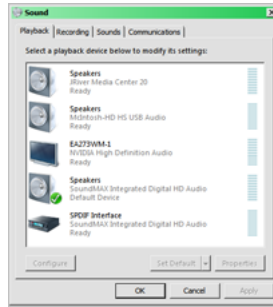 Sound
Playback Recording Sounds Communications
Select a playback device below to modify its settings:
Speakers
JRiver Media Center 20
Ready
Speakers
McIntosh-HD HS USB Audio
Ready
EA273WM-1
NVIDIA High Definition Audio
Ready
Speakers
SoundMAX Integrated Digital HD Audio
Default Device
SPDIF Interface
SoundMAX Integrated Digital HD Audio
Ready
Configure Set Default Properties
OK Cancel Apply